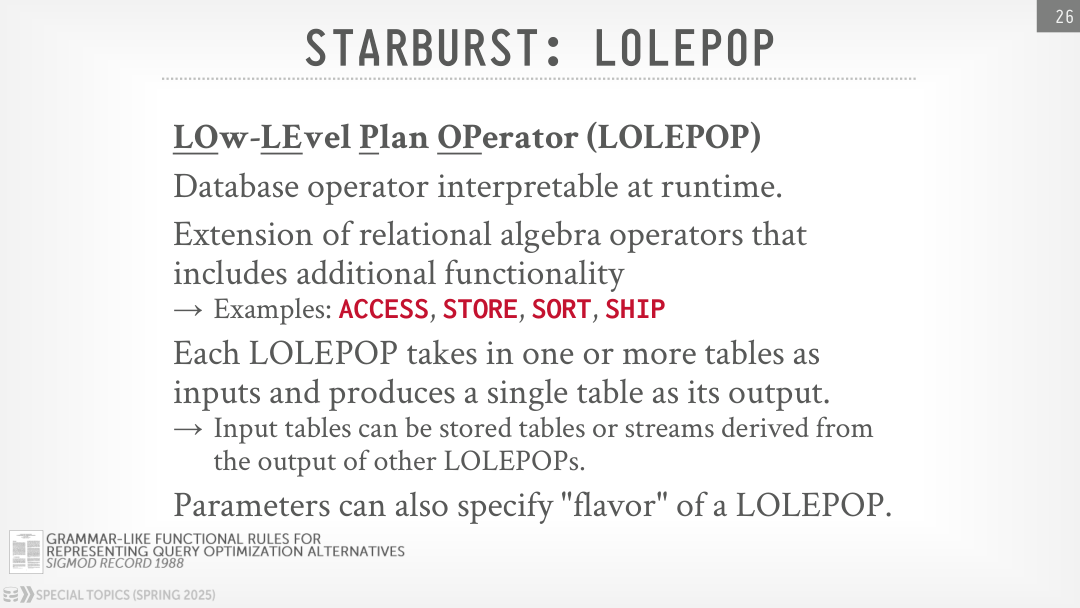 26
STARBURST: LOLEPOP
LOw-LEvel Plan OPerator (LOLEPOP)
Database operator interpretable at runtime.
Extension of relational algebra operators that
includes additional functionality
→ Examples: ACCESS, STORE, SORT, SHIP
Each LOLEPOP takes in one or more tables as
inputs and produces a single table as its output.
→ Input tables can be stored tables or streams derived from
the output of other LOLEPOPs.
Parameters can also specify "flavor" of a LOLEPOP.
GRAMMAR-LIKE FUNCTIONAL RULES FOR
REPRESENTING QUERY OPTIMIZATION ALTERNATIVES
SIGMOD RECORD 1988
SPECIAL TOPICS (SPRING 2025)